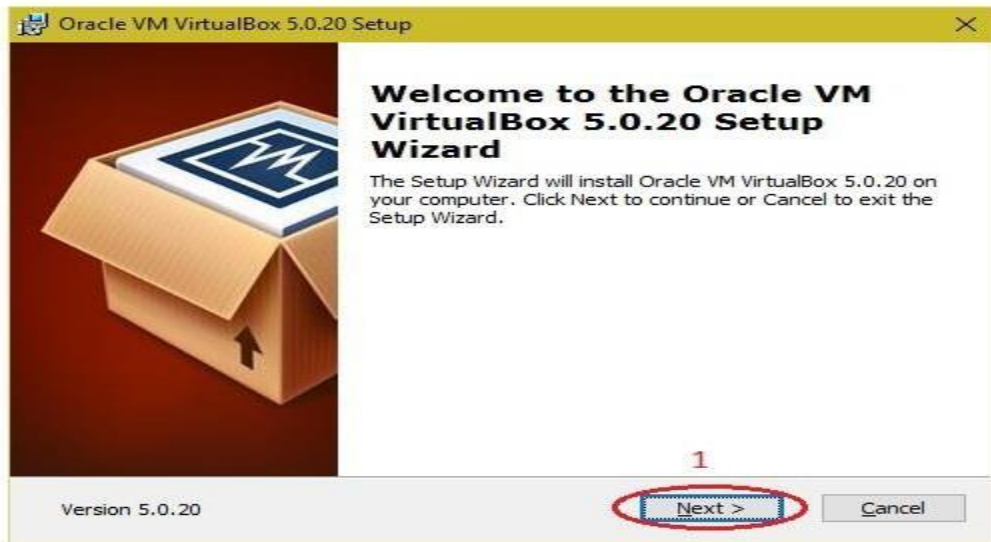 Oracle VM VirtualBox 5.0.20 Setup
Welcome to the Oracle VM
VirtualBox 5.0.20 Setup
Wizard
The Setup Wizard will install Oracle VM VirtualBox 5.0.20 on
your computer. Click Next to continue or Cancel to exit the
Setup Wizard.
1
Version 5.0.20
Next >
Cancel